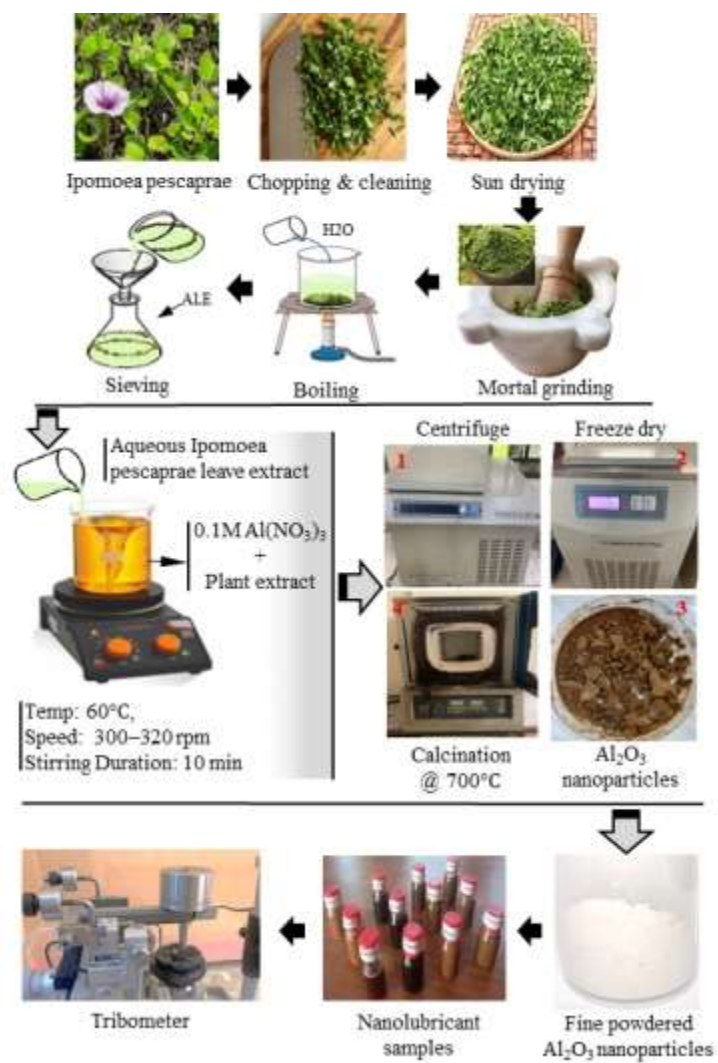 Ipomoea pescaprae
Chopping & cleaning
Sun drying
H2O
ALE
Sieving
Boiling
Mortal grinding
Aqueous Ipomoea
pescaprae leave extract
0.1M Al(NO₃)₃
+
Plant extract
Temp: 60°C,
Speed: 300–320 rpm
Stirring Duration: 10 min
Centrifuge
Freeze dry
1
2
4
3
Calcination
@ 700°C
Al₂O₃
nanoparticles
Tribometer
Nanolubricant
samples
Fine powdered
Al₂O₃ nanoparticles